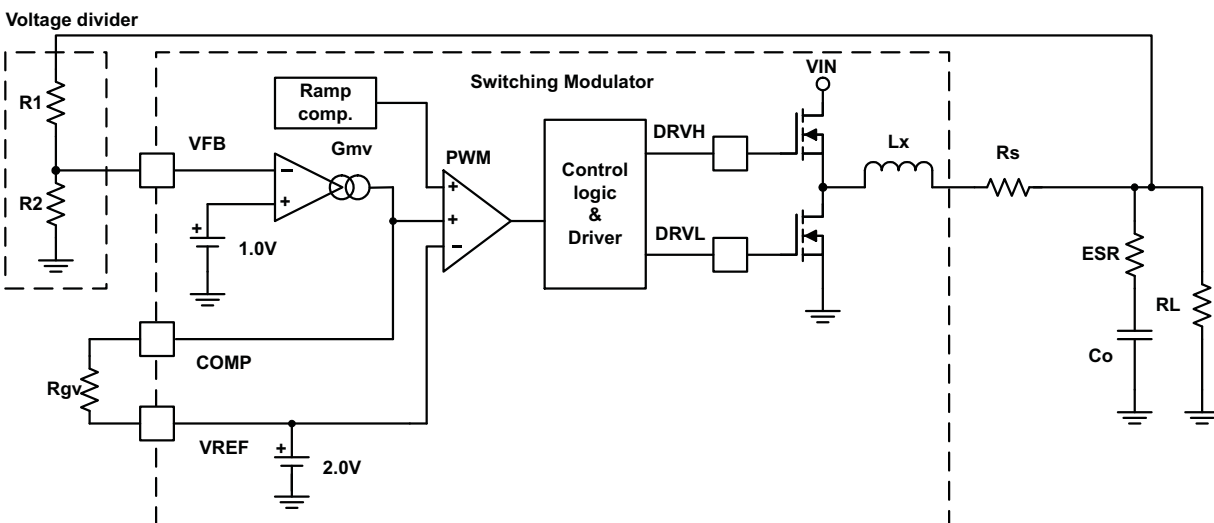 Voltage divider
R1
R2
VFB
Ramp
comp.
Gmv
+
−
+
1.0V
Switching Modulator
PWM
+
+
−
Control
logic
&
Driver
DRVH
DRVL
VIN
Lx
Rs
ESR
Co
RL
COMP
Rgv
VREF
+
2.0V